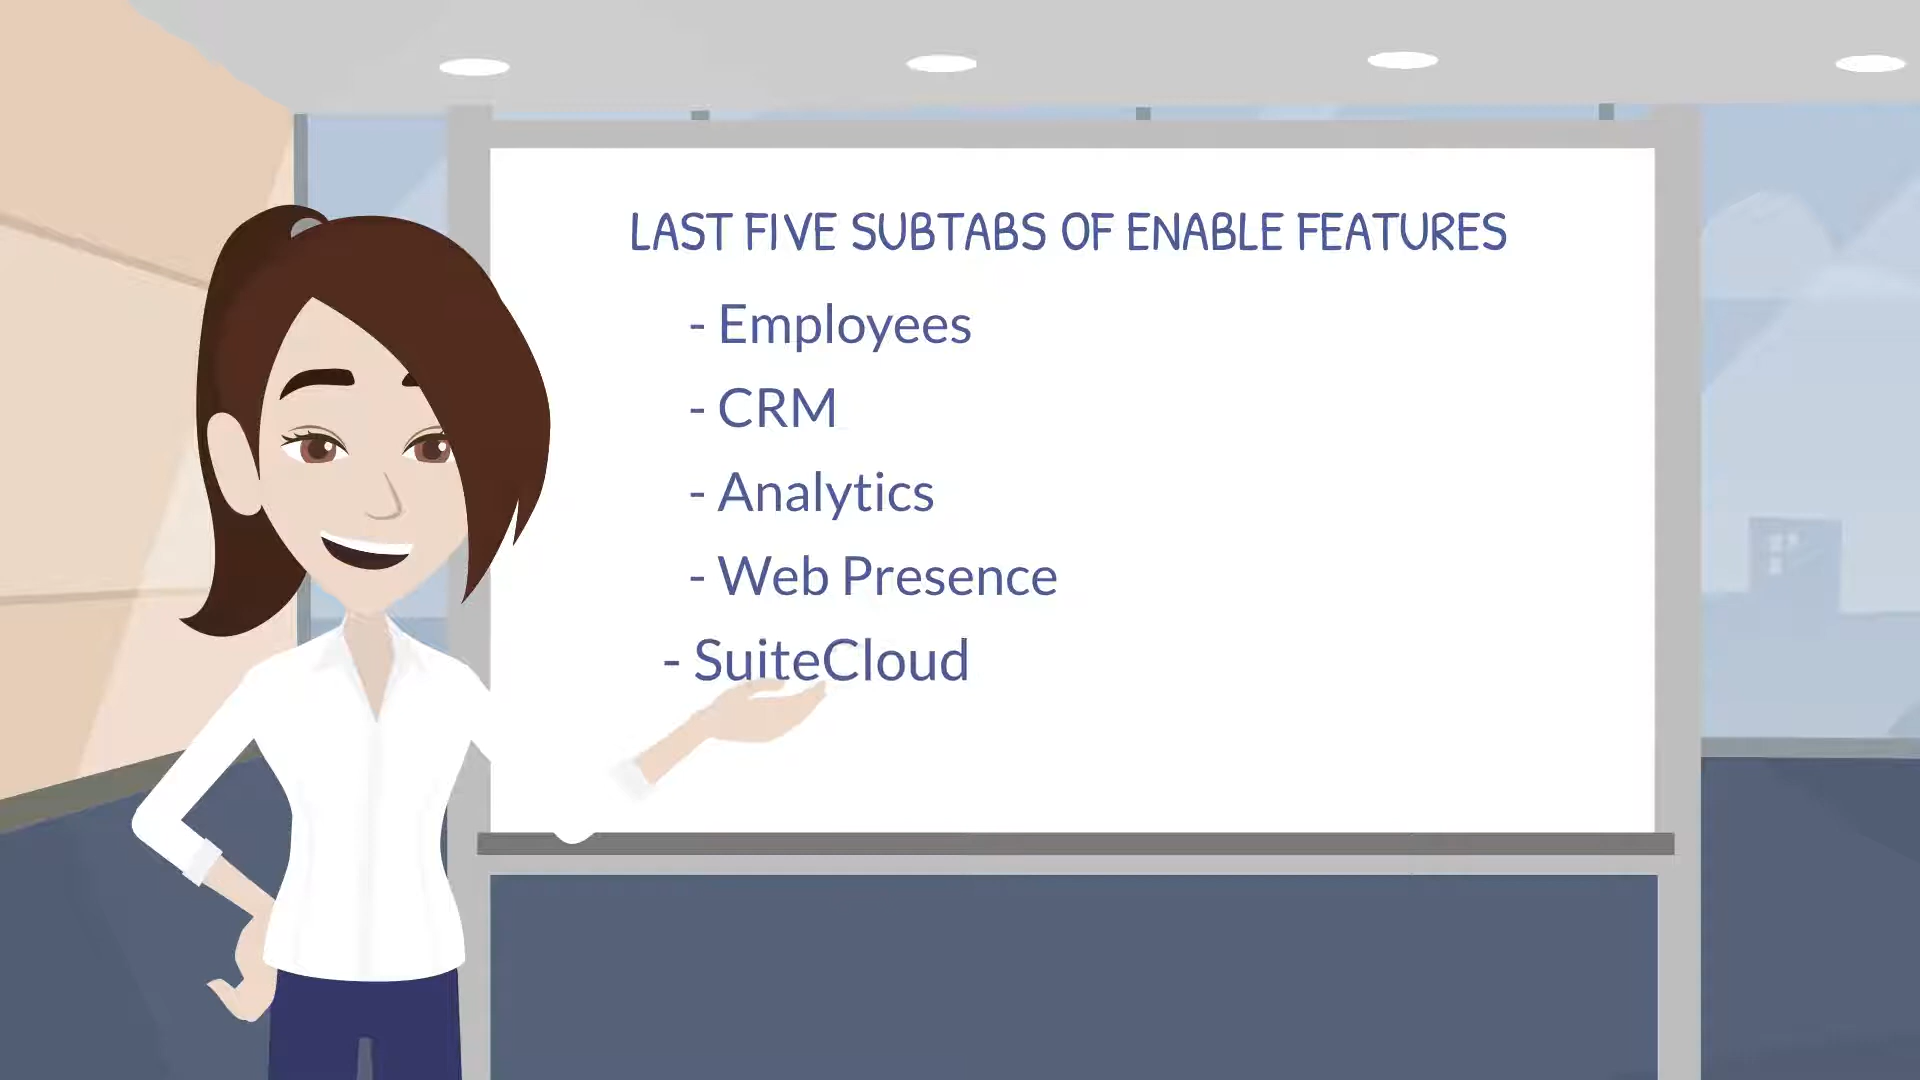 LAST FIVE SUBTABS OF ENABLE FEATURES
- Employees
- CRM
- Analytics
- Web Presence
- SuiteCloud